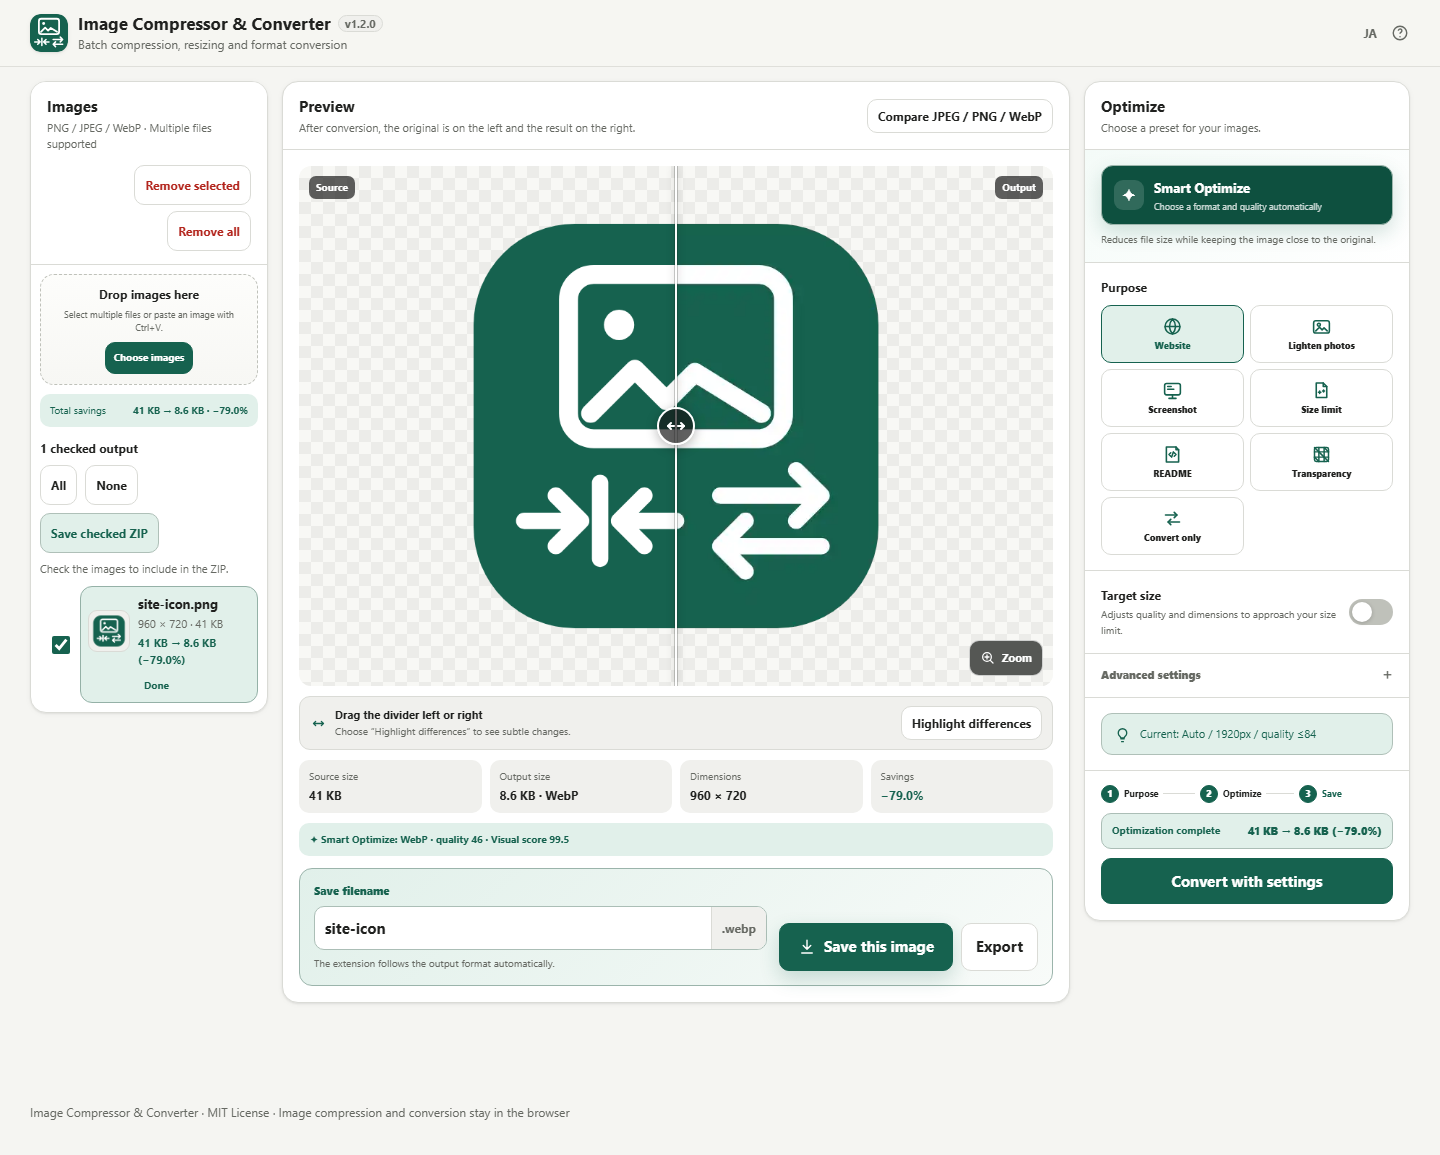 Image Compressor & Converter v1.2.0
Batch compression, resizing and format conversion
JA
Images
PNG / JPEG / WebP · Multiple files
supported
Remove selected
Remove all
Drop images here
Select multiple files or paste an image with
Ctrl+V.
Choose images
Total savings 41 KB → 8.6 KB · −79.0%
1 checked output
All None
Save checked ZIP
Check the images to include in the ZIP.
site-icon.png
960 × 720 · 41 KB
41 KB → 8.6 KB
(−79.0%)
Done
Preview
After conversion, the original is on the left and the result on the right.
Compare JPEG / PNG / WebP
Source
Output
Zoom
Drag the divider left or right
Choose "Highlight differences" to see subtle changes.
Highlight differences
Source size
41 KB
Output size
8.6 KB · WebP
Dimensions
960 × 720
Savings
−79.0%
✦ Smart Optimize: WebP · quality 46 · Visual score 99.5
Save filename
site-icon .webp
The extension follows the output format automatically.
Save this image
Export
Optimize
Choose a preset for your images.
Smart Optimize
Choose a format and quality automatically
Reduces file size while keeping the image close to the original.
Purpose
Website
Lighten photos
Screenshot
Size limit
README
Transparency
Convert only
Target size
Adjusts quality and dimensions to approach your size
limit.
Advanced settings +
Current: Auto / 1920px / quality ≤84
1 Purpose 2 Optimize 3 Save
Optimization complete 41 KB → 8.6 KB (−79.0%)
Convert with settings
Image Compressor & Converter · MIT License · Image compression and conversion stay in the browser